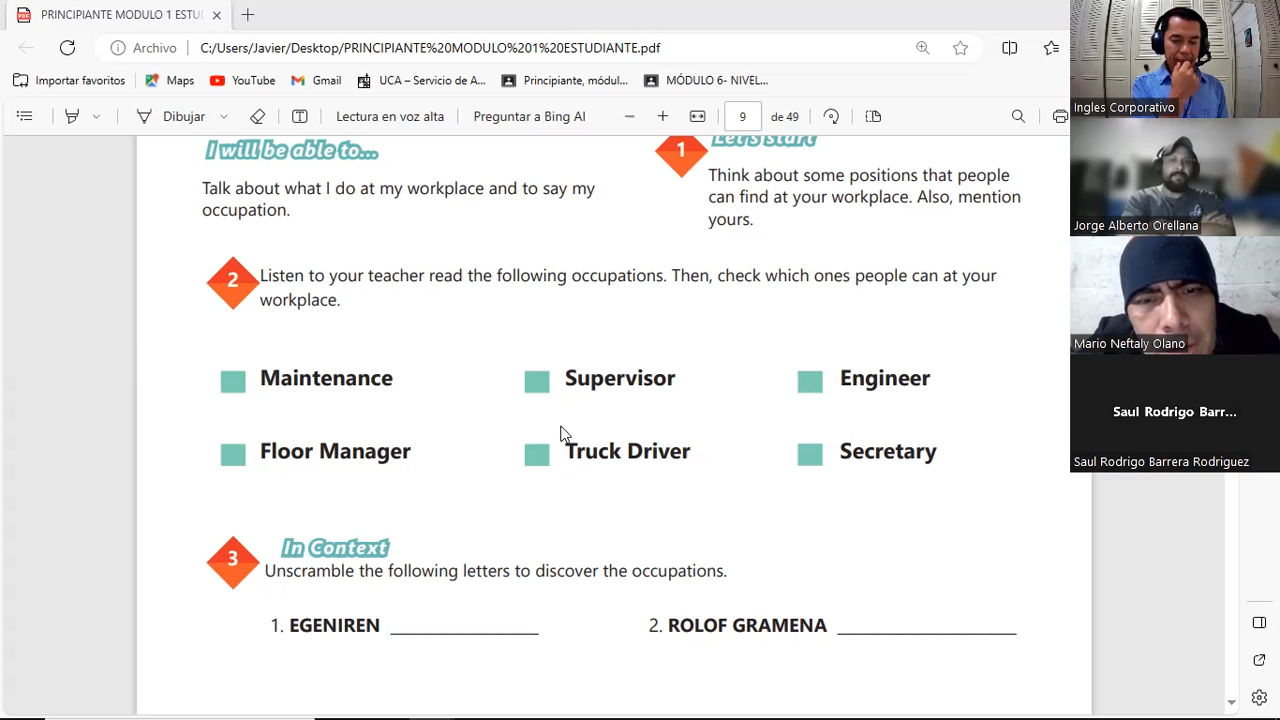 PRINCIPIANTE MODULO 1 ESTUD
Archivo
C:/Users/Javier/Desktop/PRINCIPIANTE%20MODULO%201%20ESTUDIANTE.pdf
Importar favoritos
Maps
YouTube
Gmail
UCA – Servicio de A...
Principiante, módul...
MÓDULO 6- NIVEL...
Dibujar
Lectura en voz alta
Preguntar a Bing AI
9
de 49
I will be able to...
Talk about what I do at my workplace and to say my
occupation.
1
Let's start
Think about some positions that people
can find at your workplace. Also, mention
yours.
2
Listen to your teacher read the following occupations. Then, check which ones people can at your
workplace.
Maintenance
Supervisor
Engineer
Floor Manager
Truck Driver
Secretary
3
In Context
Unscramble the following letters to discover the occupations.
1. EGENIREN ____________________
2. ROLOF GRAMENA ________________________
Ingles Corporativo
Jorge Alberto Orellana
Mario Neftaly Olano
Saul Rodrigo Barr...
Saul Rodrigo Barrera Rodriguez